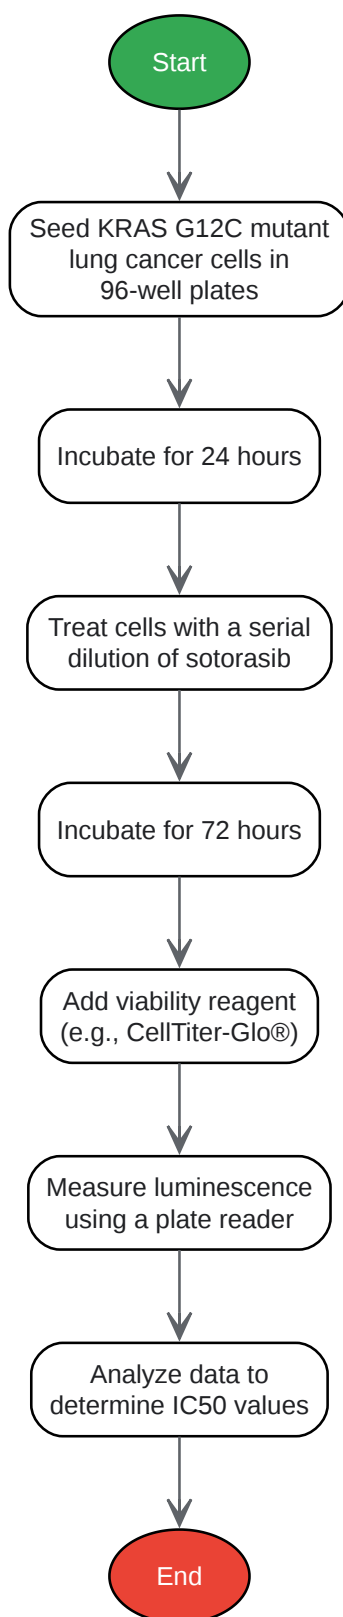 Start
Seed KRAS G12C mutant
lung cancer cells in
96-well plates
Incubate for 24 hours
Treat cells with a serial
dilution of sotorasib
Incubate for 72 hours
Add viability reagent
(e.g., CellTiter-Glo®)
Measure luminescence
using a plate reader
Analyze data to
determine IC50 values
End